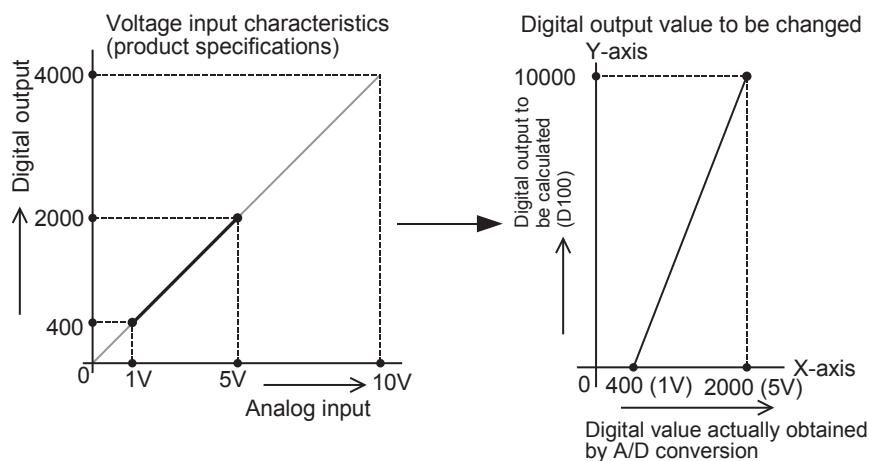 Voltage input characteristics
(product specifications)
Digital output
4000
2000
400
0
1V
5V
10V
Analog input
Digital output value to be changed
Y-axis
10000
Digital output to
be calculated
(D100)
0
400 (1V)
2000 (5V)
X-axis
Digital value actually obtained
by A/D conversion